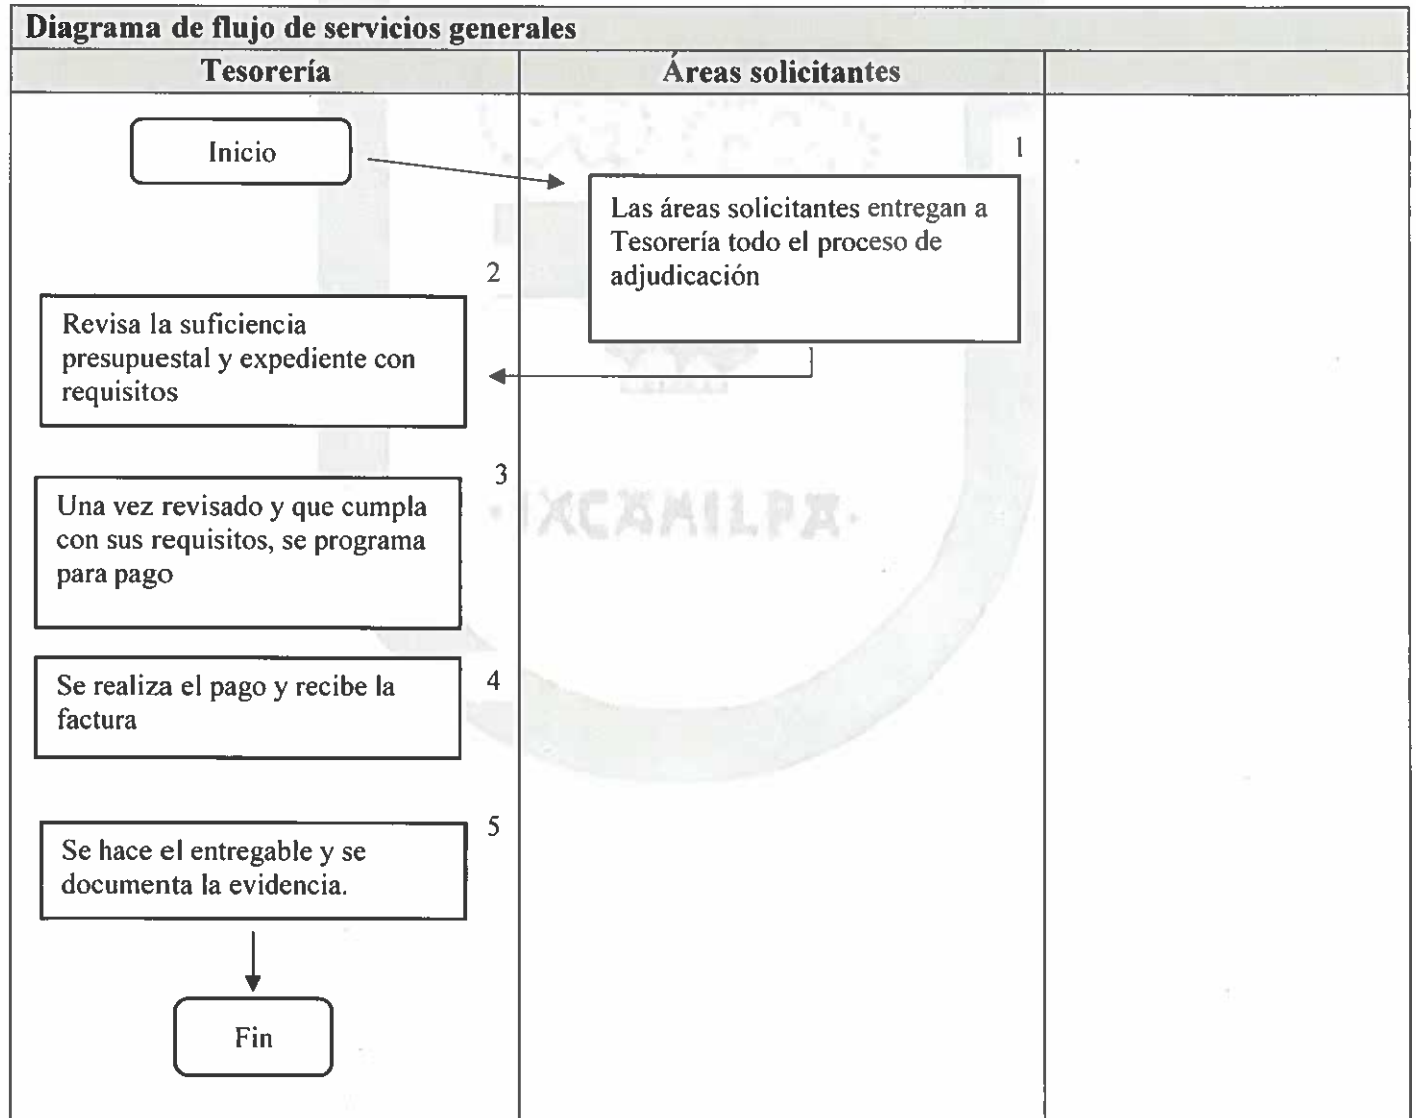 Diagrama de flujo de servicios generales
Tesorería
Áreas solicitantes
Inicio
1
Las áreas solicitantes entregan a
Tesorería todo el proceso de
adjudicación
2
Revisa la suficiencia
presupuestal y expediente con
requisitos
3
Una vez revisado y que cumpla
con sus requisitos, se programa
para pago
·IXCAMILPA·
4
Se realiza el pago y recibe la
factura
5
Se hace el entregable y se
documenta la evidencia.
Fin